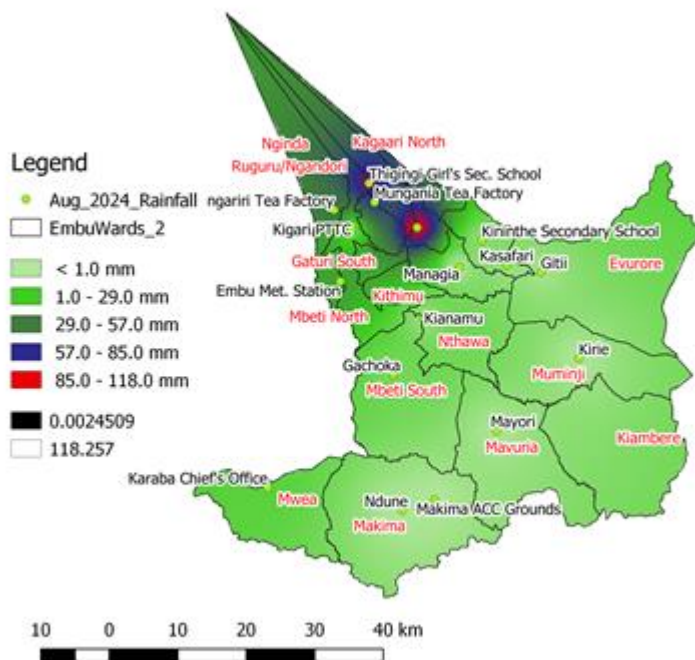 Nginda
Kagaari North
Ruguru/Ngandori
Thigingi Girl's Sec. School
Mungania Tea Factory
ngariri Tea Factory
Kigari PTTC
Kininthe Secondary School
Kasafari
Gitii
Evurore
Gaturi South
Managia
Embu Met. Station
Kithimu
Mbeti North
Kianamu
Nthawa
Kirie
Gachoka
Muminji
Mbeti South
Mayori
Mavuria
Kiambere
Karaba Chief's Office
Mwea
Ndune
Makima ACC Grounds
Makima
Legend
Aug_2024_Rainfall
EmbuWards_2
< 1.0 mm
1.0 - 29.0 mm
29.0 - 57.0 mm
57.0 - 85.0 mm
85.0 - 118.0 mm
0.0024509
118.257
10 0 10 20 30 40 km